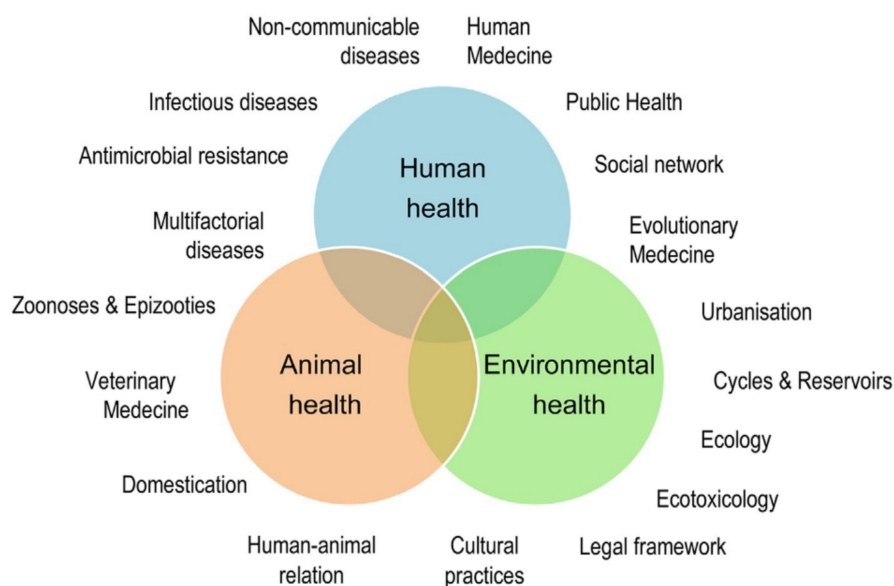 Non-communicable
diseases
Human
Medecine
Infectious diseases
Public Health
Antimicrobial resistance
Social network
Human
health
Multifactorial
diseases
Evolutionary
Medecine
Zoonoses & Epizooties
Urbanisation
Animal
health
Environmental
health
Veterinary
Medecine
Cycles & Reservoirs
Ecology
Domestication
Ecotoxicology
Human-animal
relation
Cultural
practices
Legal framework